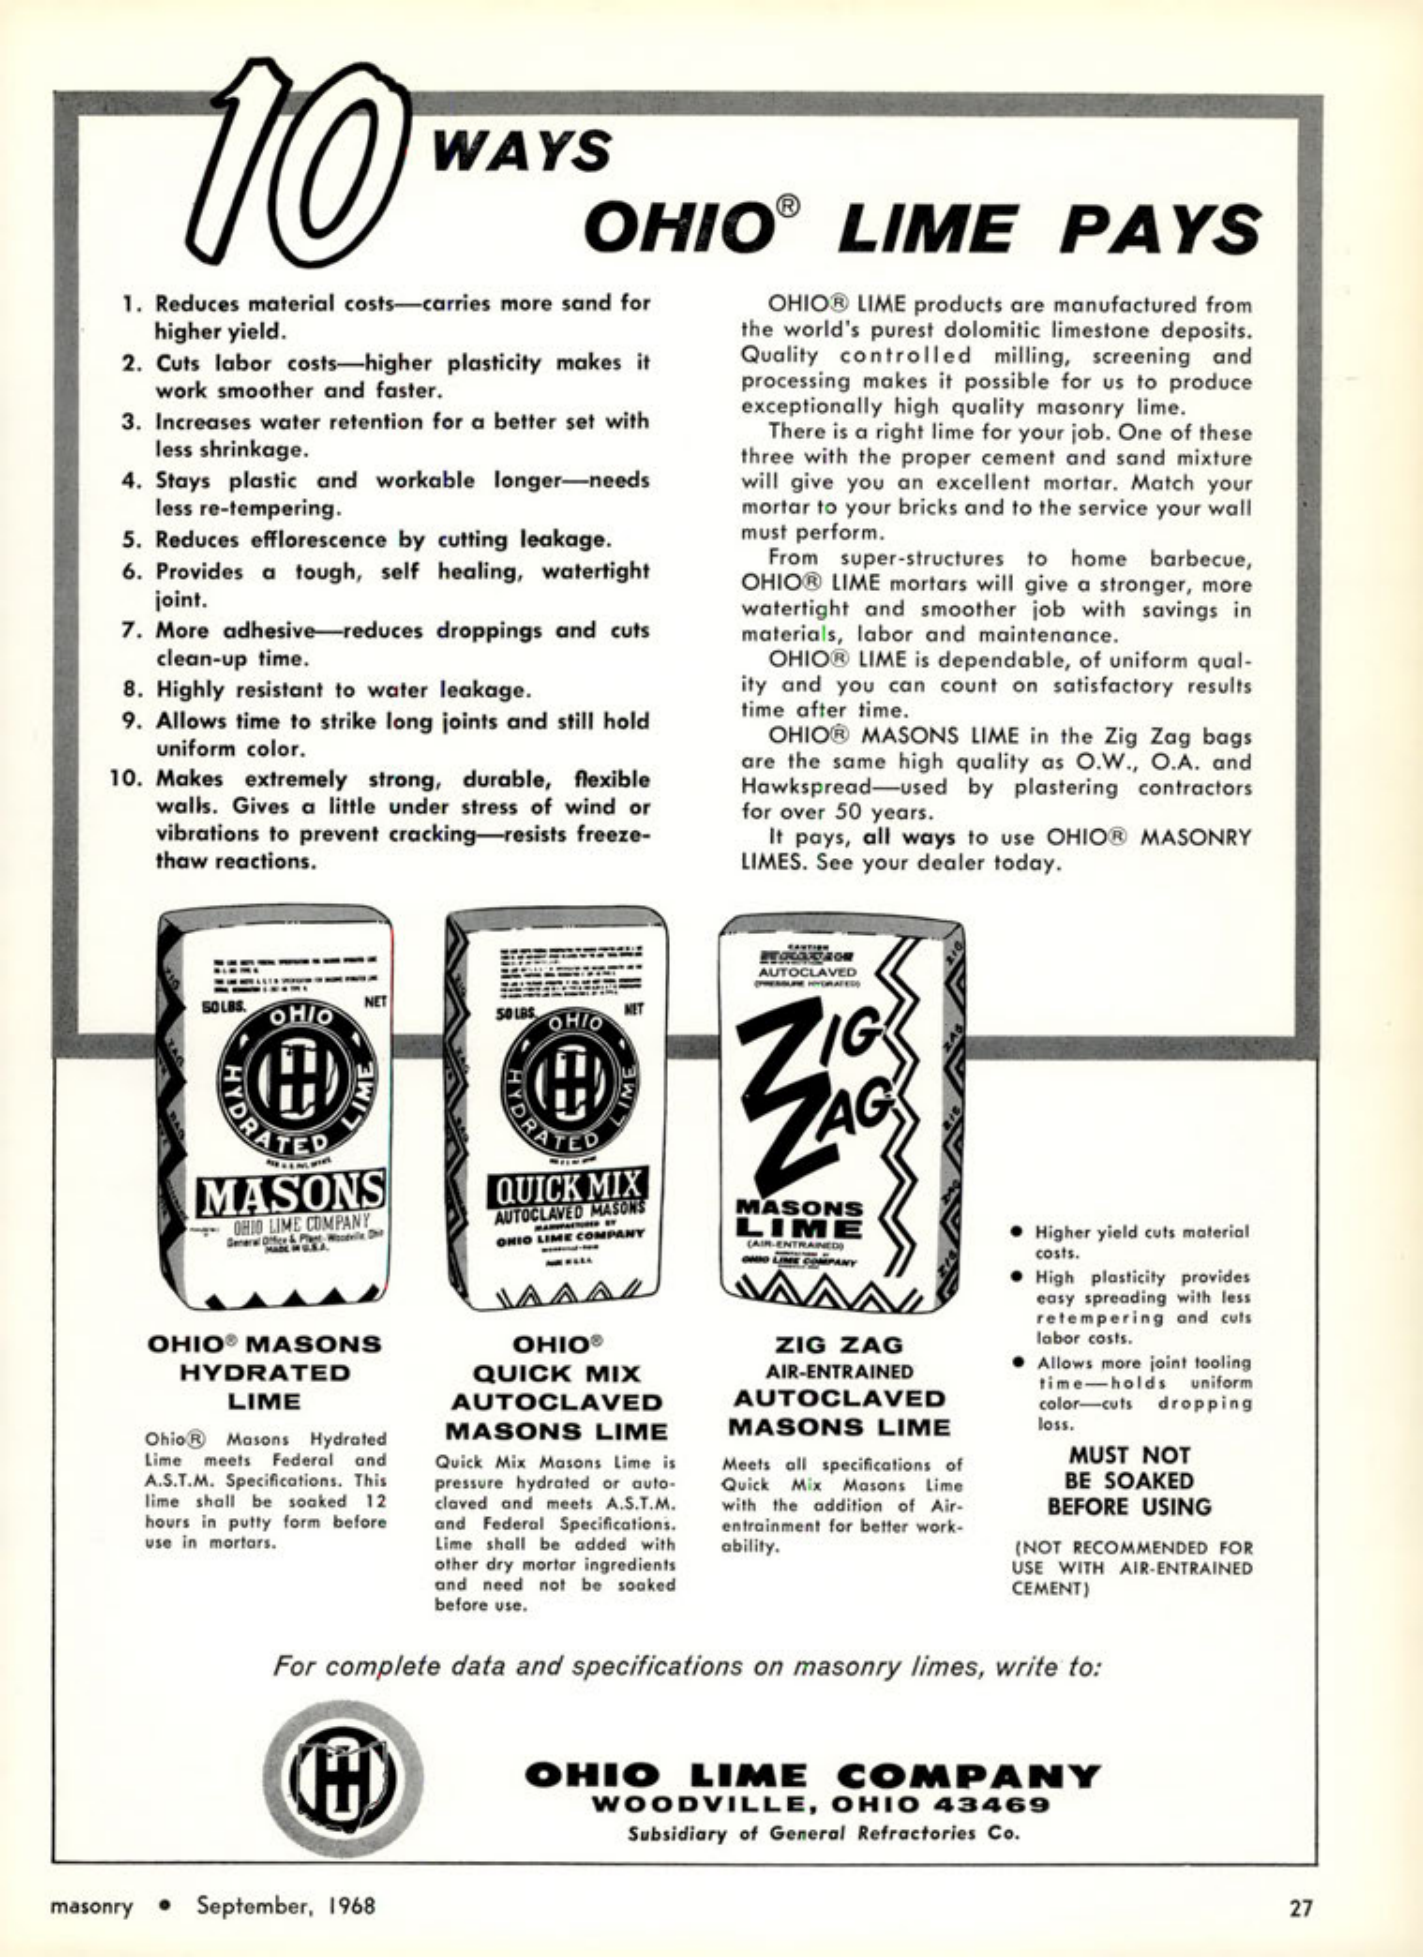 10 WAYS
OHIO® LIME PAYS
1. Reduces material costs—carries more sand for
higher yield.
2. Cuts labor costs—higher plasticity makes it
work smoother and faster.
3. Increases water retention for a better set with
less shrinkage.
4. Stays plastic and workable longer—needs
less re-tempering.
5. Reduces efflorescence by cutting leakage.
6. Provides a tough, self healing, watertight
joint.
7. More adhesive—reduces droppings and cuts
clean-up time.
8. Highly resistant to water leakage.
9. Allows time to strike long joints and still hold
uniform color.
10. Makes extremely strong, durable, flexible
walls. Gives a little under stress of wind or
vibrations to prevent cracking—resists freeze-
thaw reactions.
OHIO® LIME products are manufactured from
the world's purest dolomitic limestone deposits.
Quality controlled milling, screening and
processing makes it possible for us to produce
exceptionally high quality masonry lime.
There is a right lime for your job. One of these
three with the proper cement and sand mixture
will give you an excellent mortar. Match your
mortar to your bricks and to the service your wall
must perform.
From super-structures to home barbecue,
OHIO® LIME mortars will give a stronger, more
watertight and smoother job with savings in
materials, labor and maintenance.
OHIO® LIME is dependable, of uniform qual-
ity and you can count on satisfactory results
time after time.
OHIO® MASONS LIME in the Zig Zag bags
are the same high quality as O.W., O.A. and
Hawkspread—used by plastering contractors
for over 50 years.
It pays, all ways to use OHIO® MASONRY
LIMES. See your dealer today.
50 LBS. NET
OHIO
HYDRATED LIME
MASONS
OHIO LIME COMPANY
General Office & Plant-Woodville, Ohio
MADE IN U.S.A.
50 LBS. NET
OHIO
HYDRATED LIME
QUICK MIX
AUTOCLAVED MASONS
MANUFACTURED BY
OHIO LIME COMPANY
MADE IN U.S.A.
CAUTION
AUTOCLAVED
(PRESSURE HYDRATED)
ZIG
ZAG
MASONS
LIME
(AIR-ENTRAINED)
OHIO LIME COMPANY
OHIO® MASONS
HYDRATED
LIME
Ohio® Masons Hydrated
Lime meets Federal and
A.S.T.M. Specifications. This
lime shall be soaked 12
hours in putty form before
use in mortars.
OHIO®
QUICK MIX
AUTOCLAVED
MASONS LIME
Quick Mix Masons Lime is
pressure hydrated or auto-
claved and meets A.S.T.M.
and Federal Specifications.
Lime shall be added with
other dry mortar ingredients
and need not be soaked
before use.
ZIG ZAG
AIR-ENTRAINED
AUTOCLAVED
MASONS LIME
Meets all specifications of
Quick Mix Masons Lime
with the addition of Air-
entrainment for better work-
ability.
● Higher yield cuts material
costs.
● High plasticity provides
easy spreading with less
retempering and cuts
labor costs.
● Allows more joint tooling
time—holds uniform
color—cuts dropping
loss.
MUST NOT
BE SOAKED
BEFORE USING
(NOT RECOMMENDED FOR
USE WITH AIR-ENTRAINED
CEMENT)
For complete data and specifications on masonry limes, write to:
OHIO LIME COMPANY
WOODVILLE, OHIO 43469
Subsidiary of General Refractories Co.
masonry ● September, 1968
27